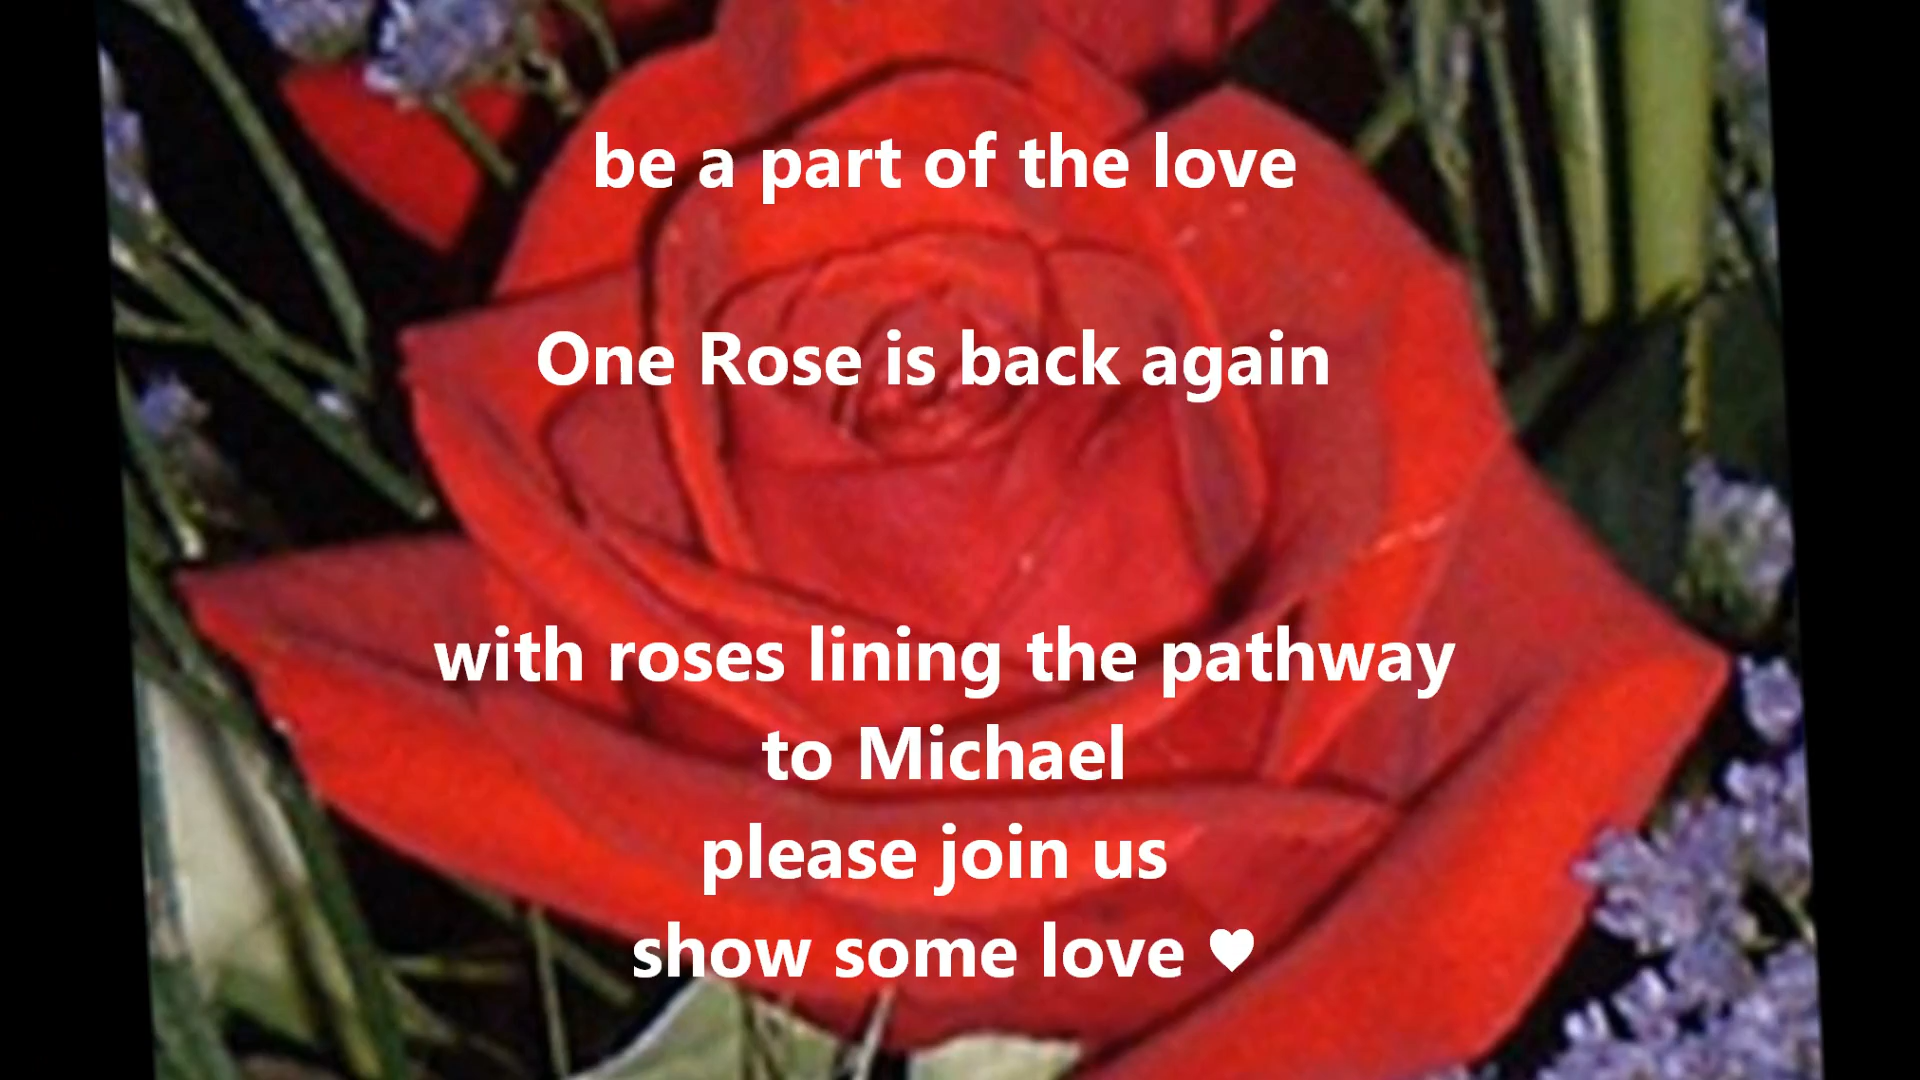 be a part of the love
One Rose is back again
with roses lining the pathway
to Michael
please join us
show some love ♥